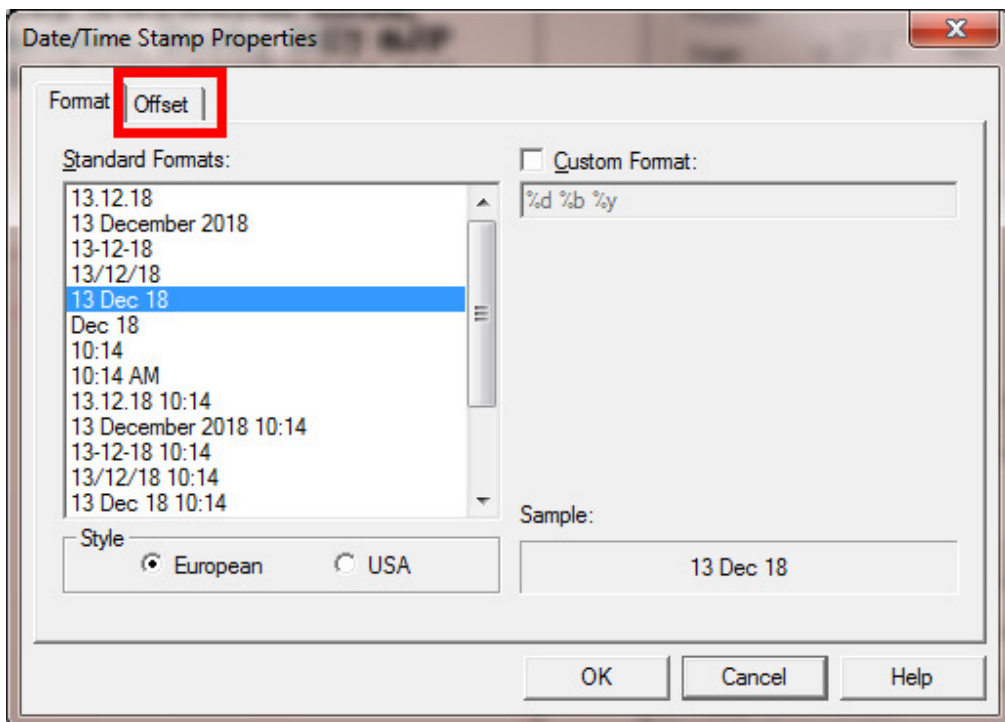 Date/Time Stamp Properties
Format
Offset
Standard Formats:
13.12.18
13 December 2018
13-12-18
13/12/18
13 Dec 18
Dec 18
10:14
10:14 AM
13.12.18 10:14
13 December 2018 10:14
13-12-18 10:14
13/12/18 10:14
13 Dec 18 10:14
Style
European
USA
Custom Format:
%d %b %y
Sample:
13 Dec 18
OK
Cancel
Help